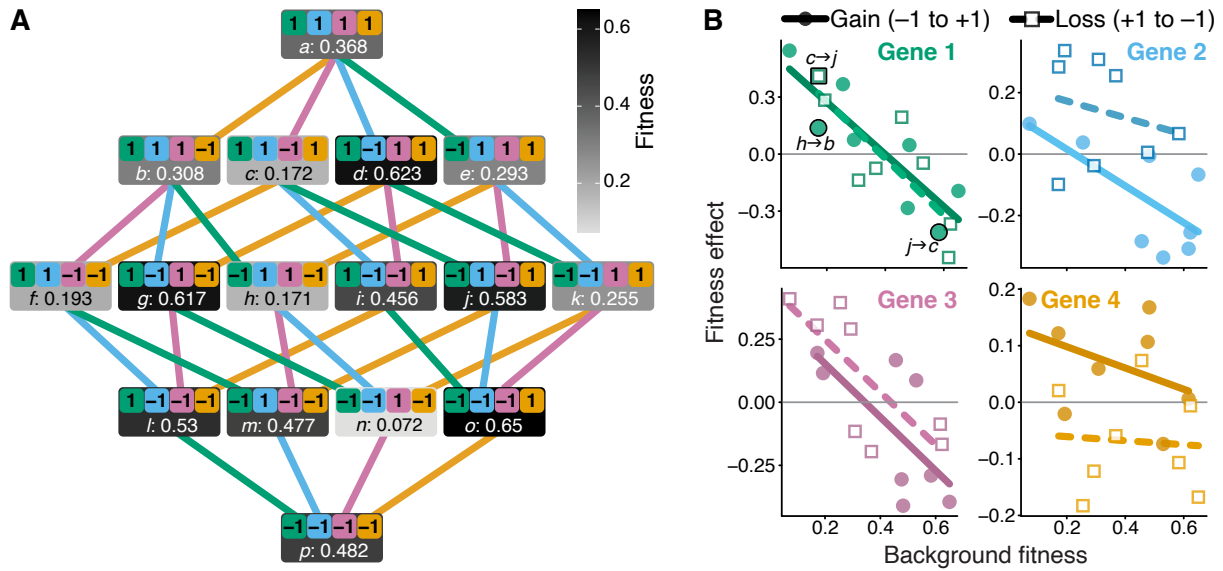 A
1 1 1 1
a: 0.368
0.6
0.4
0.2
Fitness
1 1 1 −1
b: 0.308
1 1 −1 1
c: 0.172
1 −1 1 1
d: 0.623
−1 1 1 1
e: 0.293
1 1 −1 −1
f: 0.193
1 −1 1 −1
g: 0.617
−1 1 1 −1
h: 0.171
1 −1 −1 1
i: 0.456
−1 1 −1 1
j: 0.583
−1 −1 1 1
k: 0.255
1 −1 −1 −1
l: 0.53
−1 1 −1 −1
m: 0.477
−1 −1 1 −1
n: 0.072
−1 −1 −1 1
o: 0.65
−1 −1 −1 −1
p: 0.482
B
Gain (−1 to +1)
Loss (+1 to −1)
Fitness effect
Gene 1
c→j
h→b
j→c
0.3
0.0
−0.3
Gene 2
0.2
0.0
−0.2
Gene 3
0.25
0.00
−0.25
0.2 0.4 0.6
Gene 4
0.2
0.1
0.0
−0.1
−0.2
0.2 0.4 0.6
Background fitness